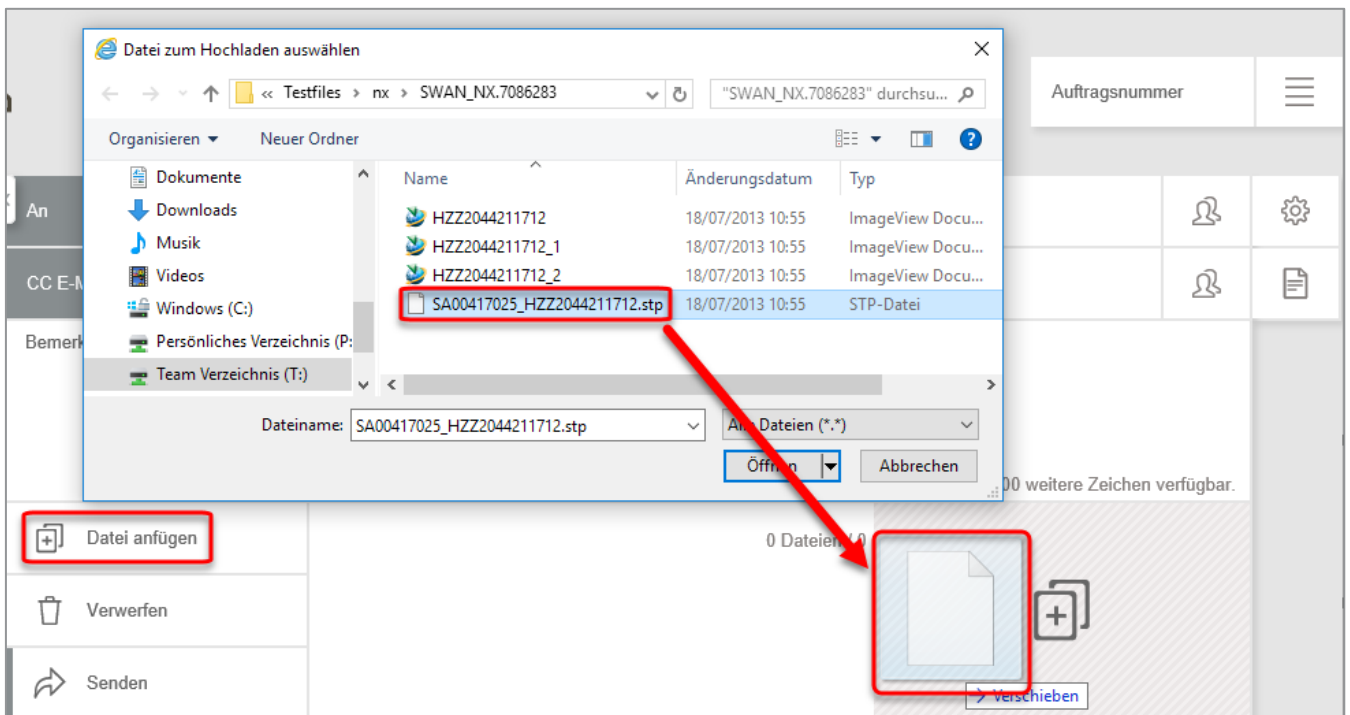 Datei zum Hochladen auswählen
« Testfiles › nx › SWAN_NX.7086283
"SWAN_NX.7086283" durchsu...
Auftragsnummer
Organisieren
Neuer Ordner
Dokumente
Downloads
Musik
Videos
Windows (C:)
Persönliches Verzeichnis (P:
Team Verzeichnis (T:)
Name Änderungsdatum Typ
HZZ2044211712 18/07/2013 10:55 ImageView Docu...
HZZ2044211712_1 18/07/2013 10:55 ImageView Docu...
HZZ2044211712_2 18/07/2013 10:55 ImageView Docu...
SA00417025_HZZ2044211712.stp 18/07/2013 10:55 STP-Datei
Dateiname: SA00417025_HZZ2044211712.stp
Alle Dateien (*.*)
Öffnen
Abbrechen
An
CC E-M
Bemerk
00 weitere Zeichen verfügbar.
Datei anfügen
0 Dateien / 0
Verwerfen
Senden
Verschieben